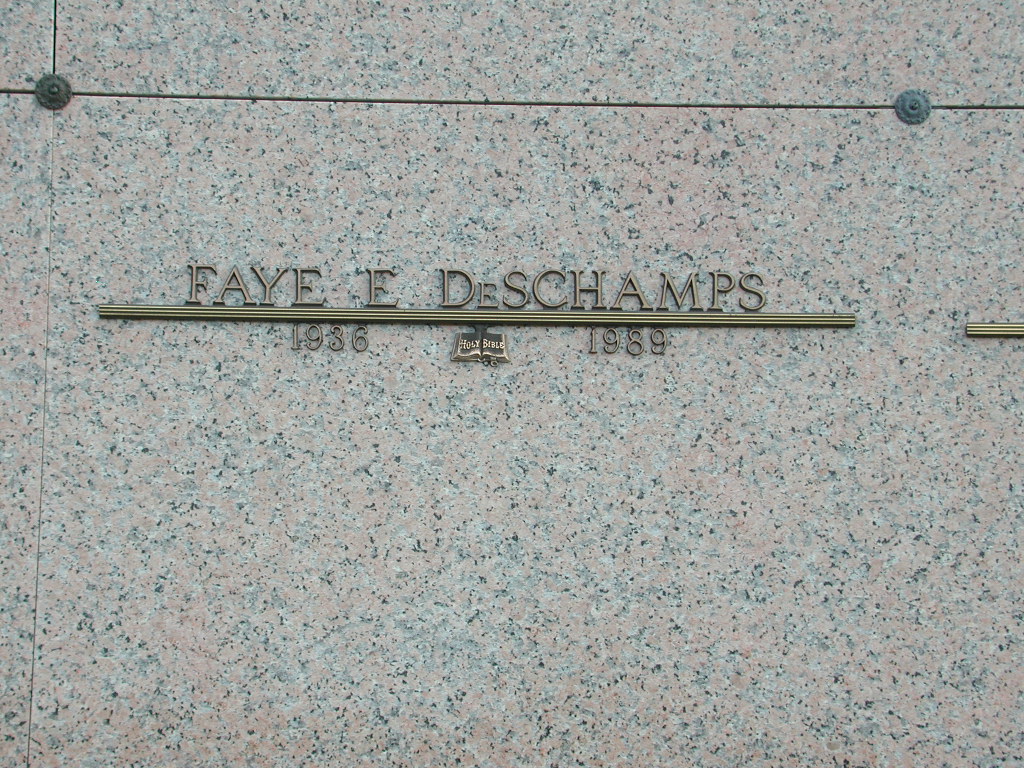 FAYE E DeSCHAMPS
1936 HOLY BIBLE 1989